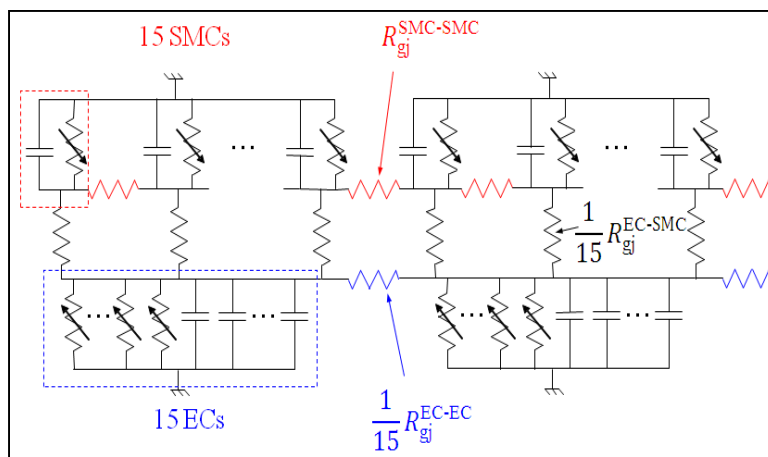 15 SMCs
R_gj^SMC-SMC
...
...
1/15 R_gj^EC-SMC
...
...
...
...
15 ECs
1/15 R_gj^EC-EC